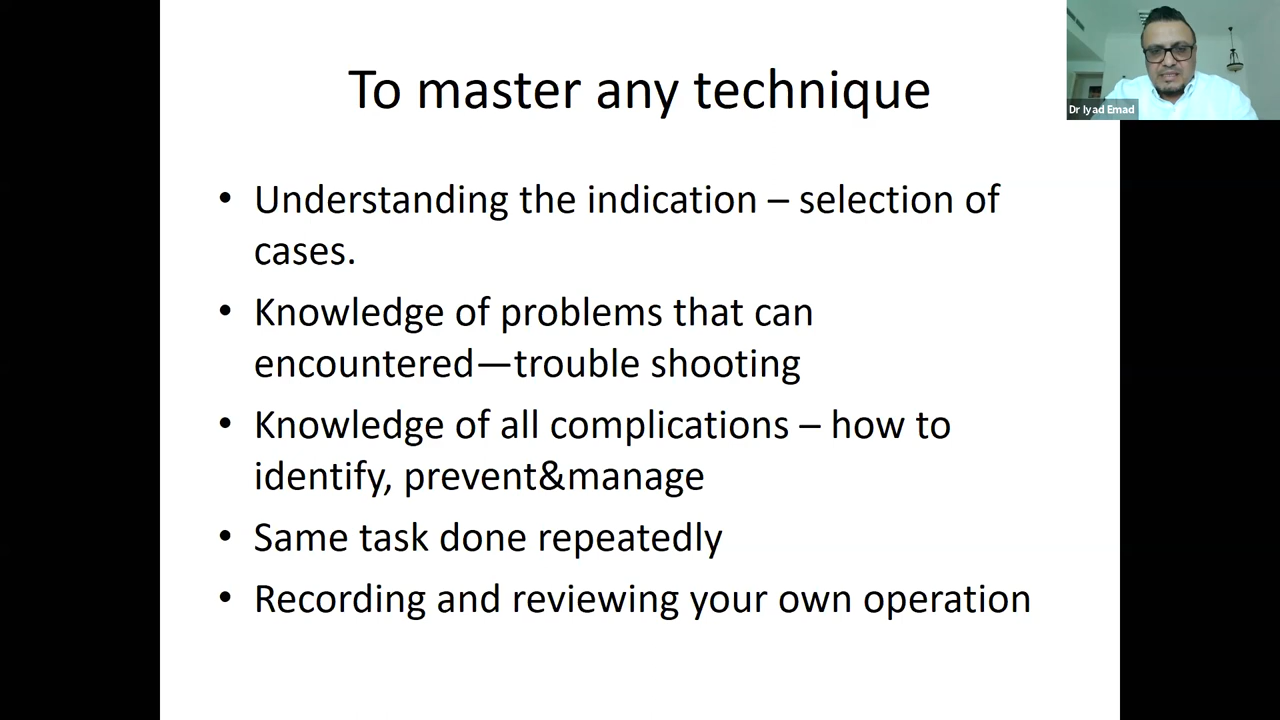 To master any technique
Dr Iyad Emad
• Understanding the indication – selection of
cases.
• Knowledge of problems that can
encountered—trouble shooting
• Knowledge of all complications – how to
identify, prevent&manage
• Same task done repeatedly
• Recording and reviewing your own operation